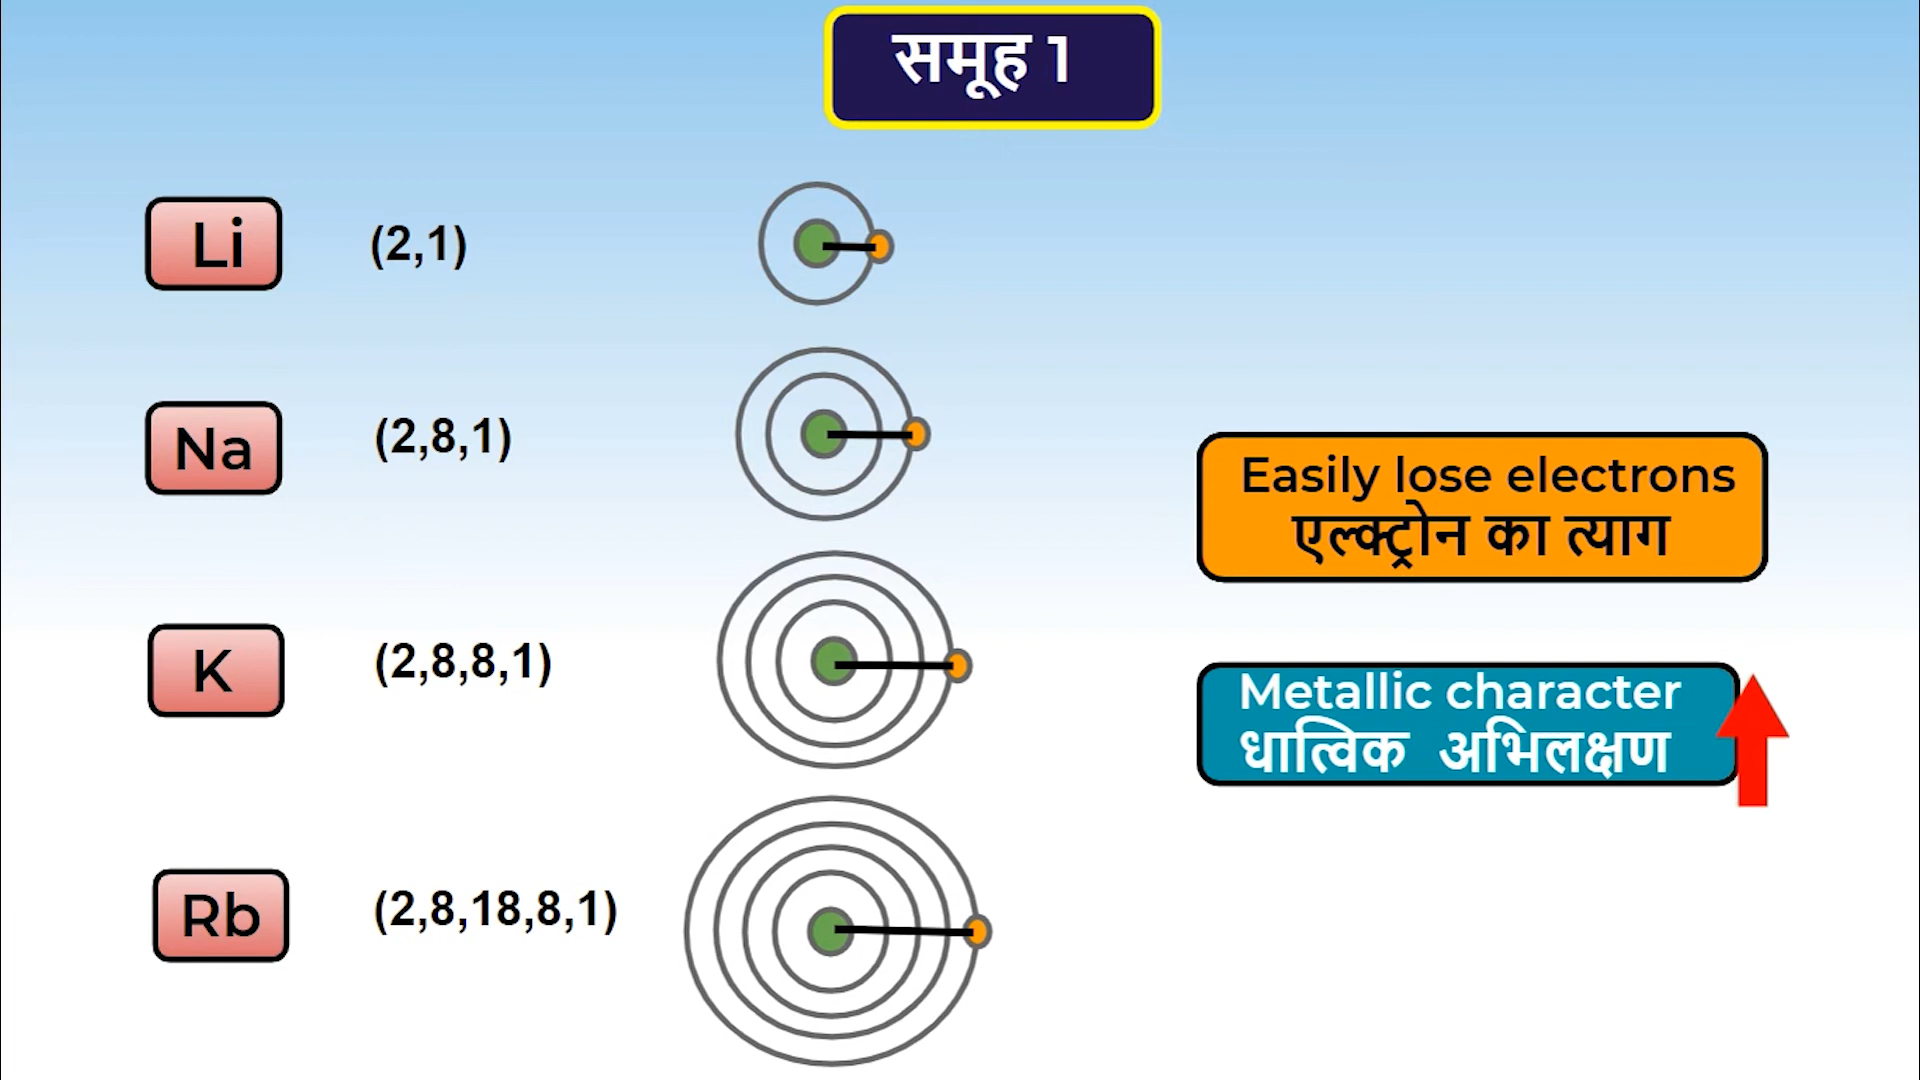 समूह 1
Li (2,1)
Na (2,8,1)
K (2,8,8,1)
Rb (2,8,18,8,1)
Easily lose electrons
एल्क्ट्रोन का त्याग
Metallic character
धात्विक अभिलक्षण